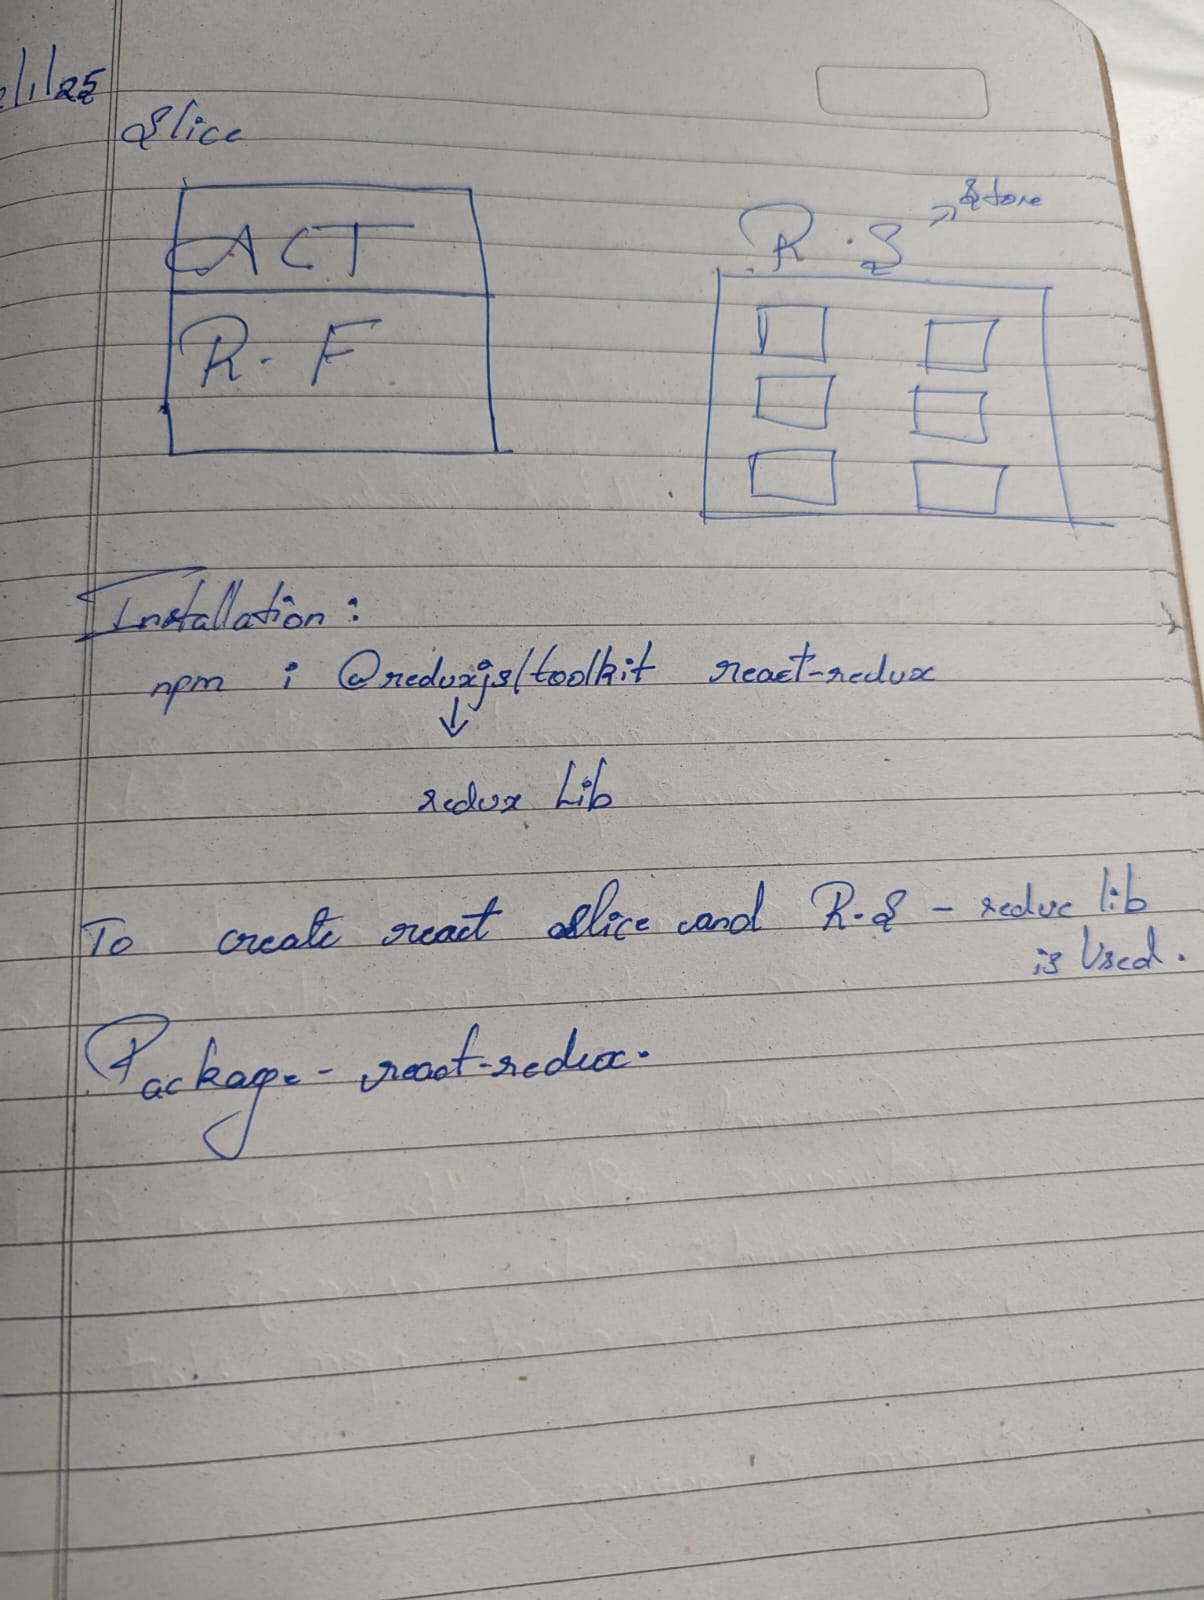 /1/25
Slice
ACT
R.F
R.S → Store
Installation:
npm i @reduxjs/toolkit react-redux
↓
redux Lib
To create react slice and R.S - redux lib
is Used.
Package - react-redux.